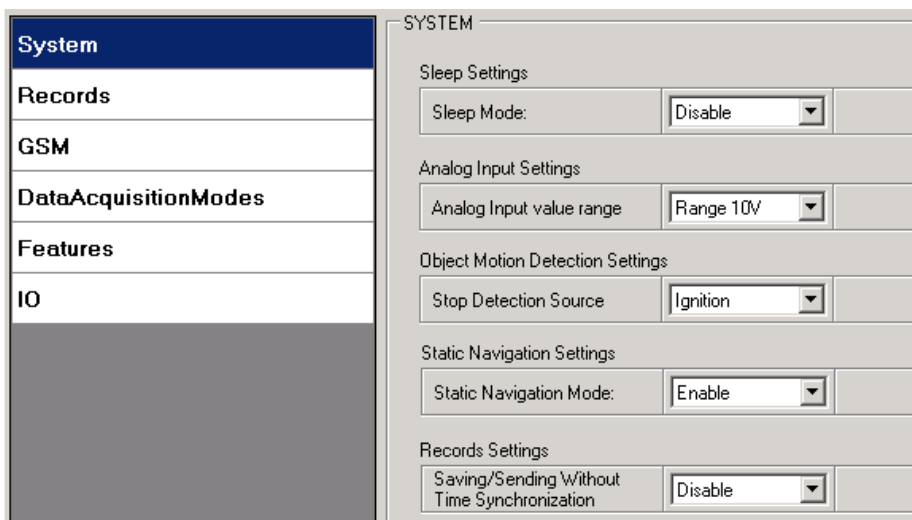 System
Records
GSM
DataAcquisitionModes
Features
IO
SYSTEM
Sleep Settings
Sleep Mode: Disable
Analog Input Settings
Analog Input value range Range 10V
Object Motion Detection Settings
Stop Detection Source Ignition
Static Navigation Settings
Static Navigation Mode: Enable
Records Settings
Saving/Sending Without
Time Synchronization Disable